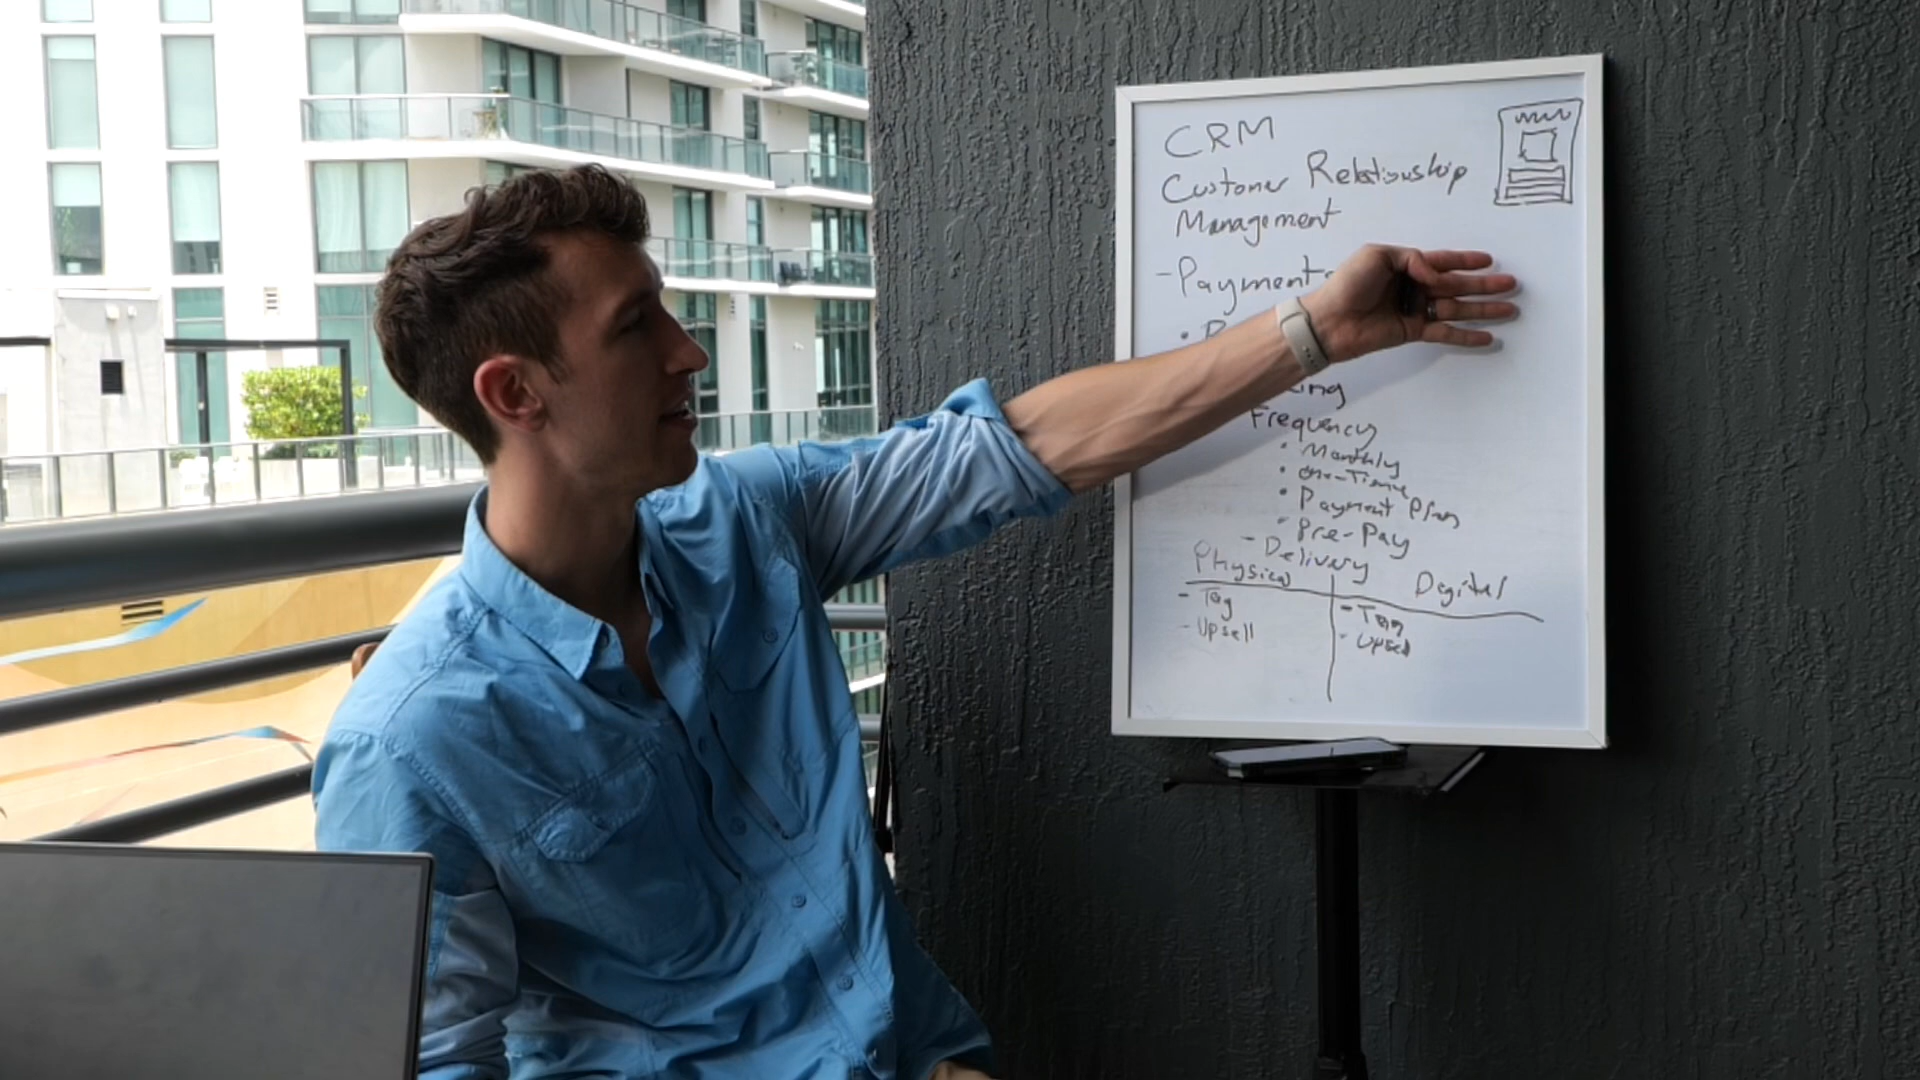 CRM
Customer Relationship
Management
- Payment
Frequency
• Monthly
• One-Time
• Payment Plan
• Pre-Pay
- Delivery
Physical
Digital
- Tag
- Upsell
- Tag
- Upsell